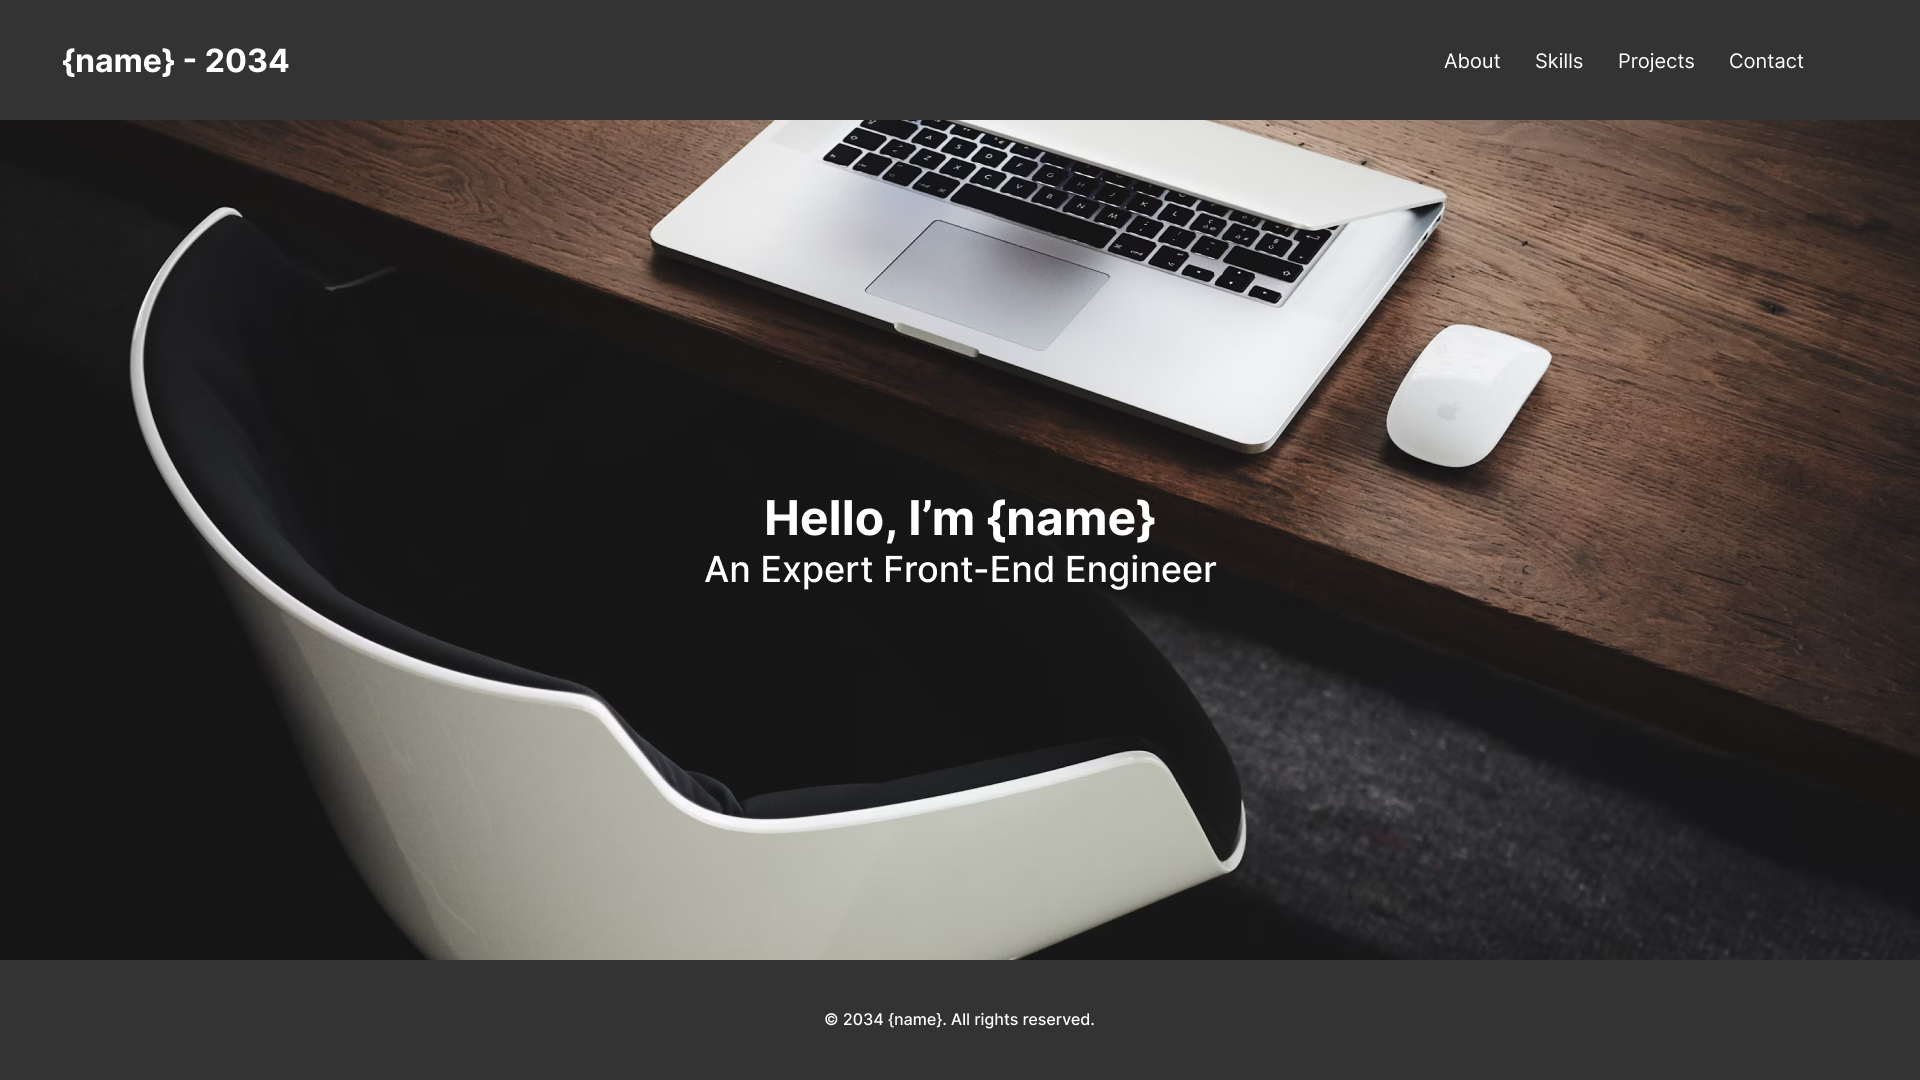 {name} - 2034
About Skills Projects Contact
Hello, I’m {name}
An Expert Front-End Engineer
© 2034 {name}. All rights reserved.